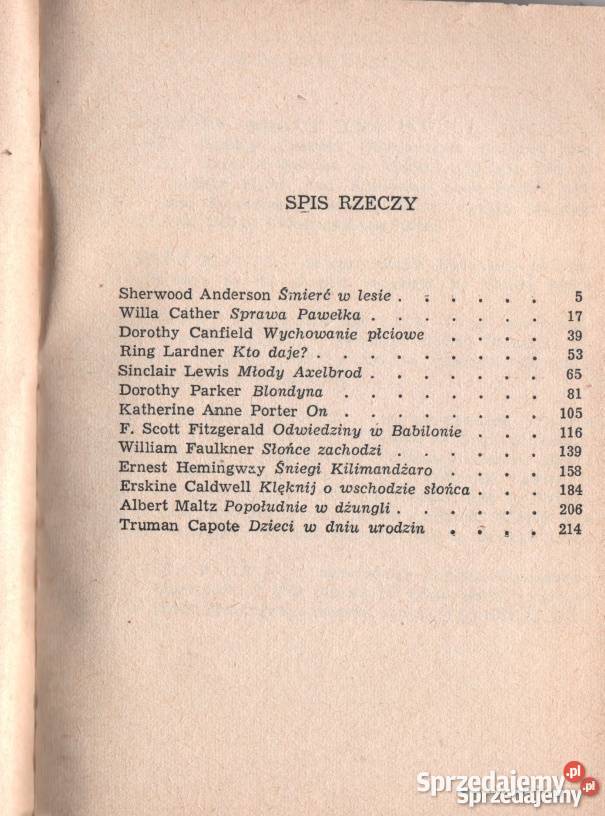 SPIS RZECZY
Sherwood Anderson Śmierć w lesie . . . . . . 5
Willa Cather Sprawa Pawełka . . . . . . . 17
Dorothy Canfield Wychowanie płciowe . . . . 39
Ring Lardner Kto daje? . . . . . . . . . 53
Sinclair Lewis Młody Axelbrod . . . . . . . 65
Dorothy Parker Blondyna . . . . . . . . 81
Katherine Anne Porter On . . . . . . . . 105
F. Scott Fitzgerald Odwiedziny w Babilonie . . . 116
William Faulkner Słońce zachodzi . . . . . . 139
Ernest Hemingway Śniegi Kilimandżaro . . . . 158
Erskine Caldwell Klęknij o wschodzie słońca . . . 184
Albert Maltz Popołudnie w dżungli . . . . . . 206
Truman Capote Dzieci w dniu urodzin . . . . 214
Sprzedajemy.pl
Sprzedajemy.pl